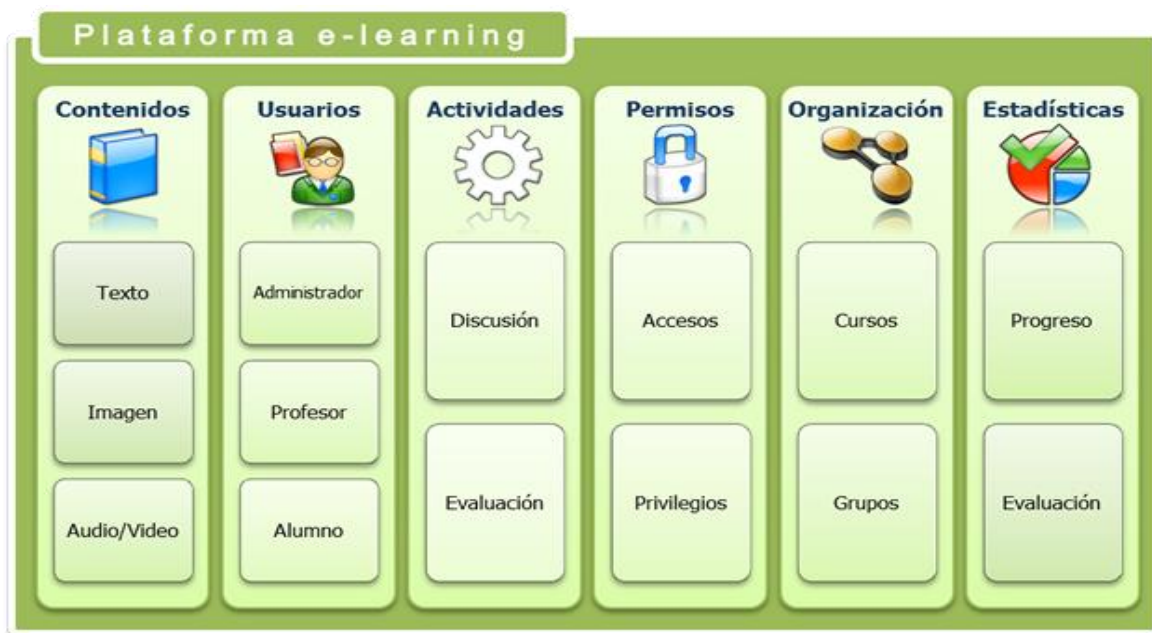 Plataforma e-learning
Contenidos
Texto
Imagen
Audio/Video
Usuarios
Administrador
Profesor
Alumno
Actividades
Discusión
Evaluación
Permisos
Accesos
Privilegios
Organización
Cursos
Grupos
Estadísticas
Progreso
Evaluación